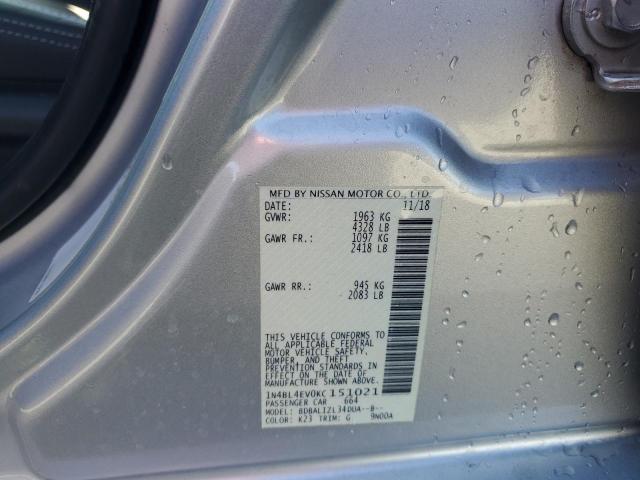 MFD BY NISSAN MOTOR CO., LTD.
DATE: 11/18
GVWR: 1963 KG
4328 LB
GAWR FR.: 1097 KG
2418 LB
GAWR RR.: 945 KG
2083 LB
THIS VEHICLE CONFORMS TO
ALL APPLICABLE FEDERAL
MOTOR VEHICLE SAFETY,
BUMPER, AND THEFT
PREVENTION STANDARDS
IN EFFECT ON THE DATE OF
MANUFACTURE SHOWN ABOVE.
1N4BL4EV0KC151021
PASSENGER CAR 664
MODEL: BDBALIZL34DUA--B--
COLOR: K23 TRIM: G 9N00A